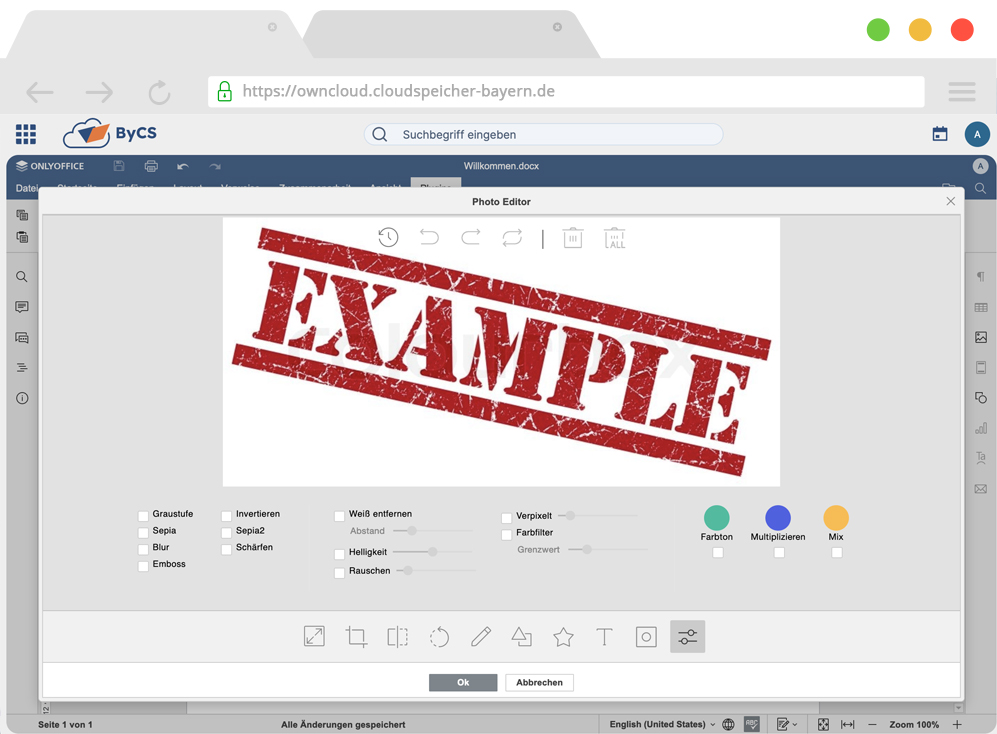 https://owncloud.cloudspeicher-bayern.de
ByCS
Suchbegriff eingeben
A
ONLYOFFICE
Willkommen.docx
A
Datei
Photo Editor
ALL
EXAMPLE
Graustufe
Sepia
Blur
Emboss
Invertieren
Sepia2
Schärfen
Weiß entfernen
Abstand
Helligkeit
Rauschen
Verpixelt
Farbfilter
Grenzwert
Farbton
Multiplizieren
Mix
Ok
Abbrechen
Seite 1 von 1
Alle Änderungen gespeichert
English (United States)
ABC
Zoom 100%